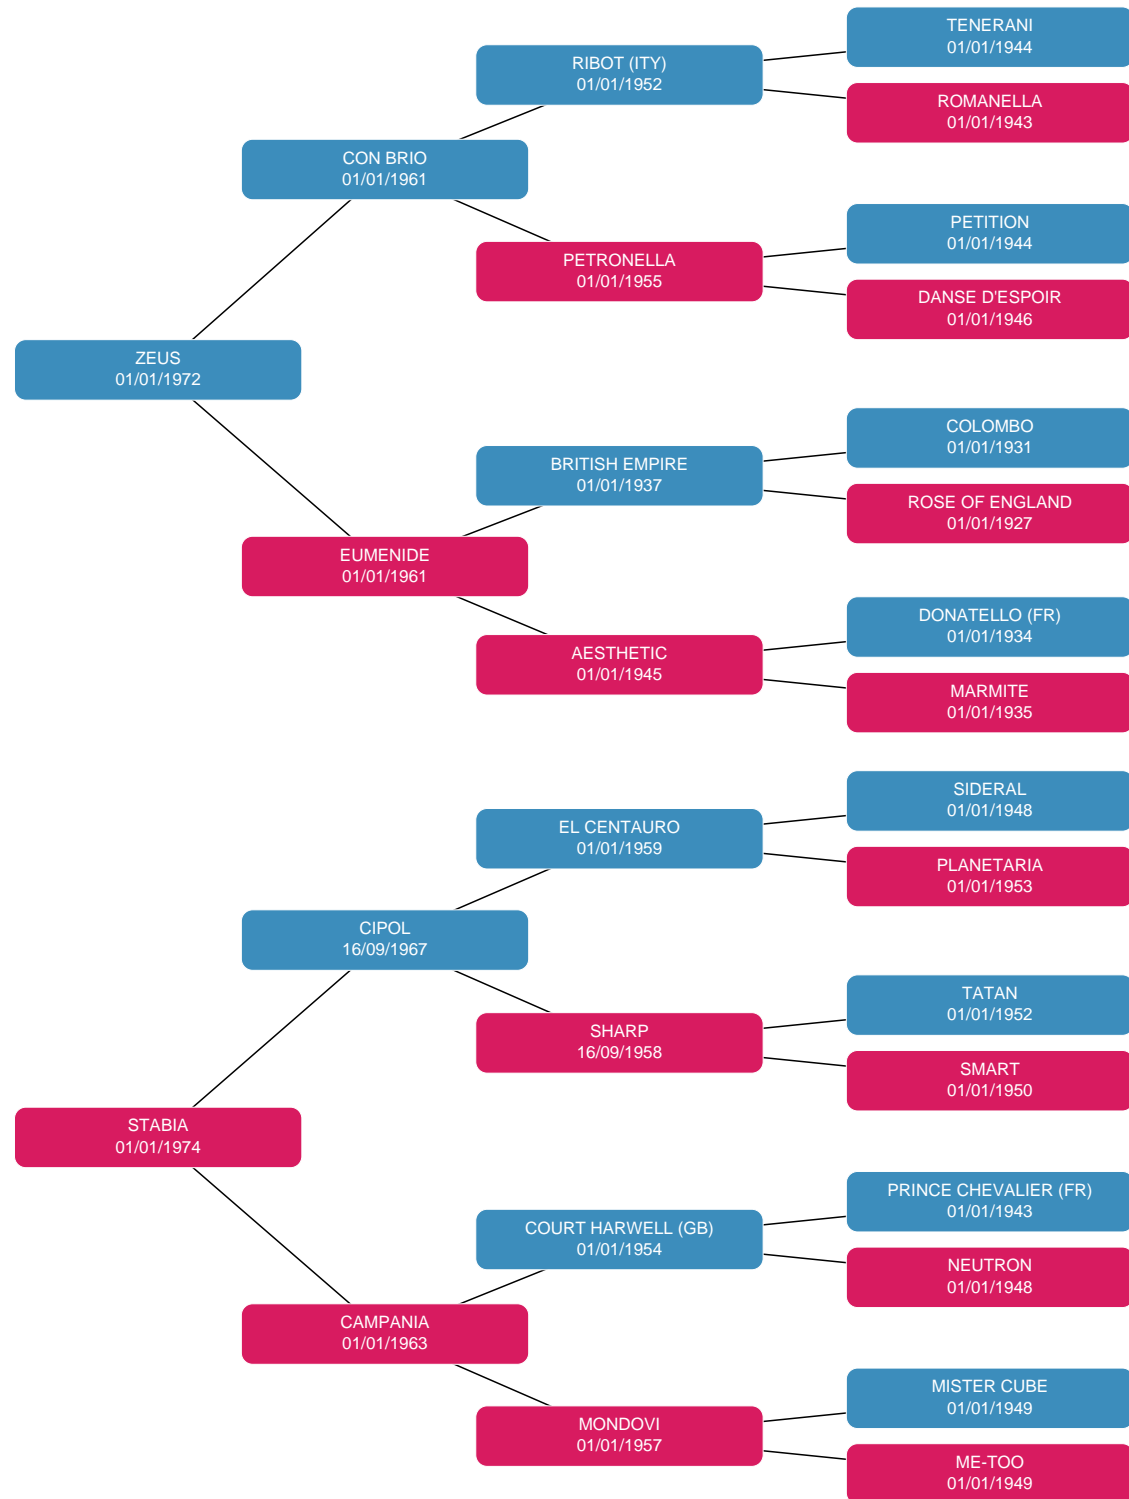 TENERANI
01/01/1944
RIBOT (ITY)
01/01/1952
ROMANELLA
01/01/1943
CON BRIO
01/01/1961
PETITION
01/01/1944
PETRONELLA
01/01/1955
DANSE D'ESPOIR
01/01/1946
ZEUS
01/01/1972
COLOMBO
01/01/1931
BRITISH EMPIRE
01/01/1937
ROSE OF ENGLAND
01/01/1927
EUMENIDE
01/01/1961
DONATELLO (FR)
01/01/1934
AESTHETIC
01/01/1945
MARMITE
01/01/1935
SIDERAL
01/01/1948
EL CENTAURO
01/01/1959
PLANETARIA
01/01/1953
CIPOL
16/09/1967
TATAN
01/01/1952
SHARP
16/09/1958
SMART
01/01/1950
STABIA
01/01/1974
PRINCE CHEVALIER (FR)
01/01/1943
COURT HARWELL (GB)
01/01/1954
NEUTRON
01/01/1948
CAMPANIA
01/01/1963
MISTER CUBE
01/01/1949
MONDOVI
01/01/1957
ME-TOO
01/01/1949